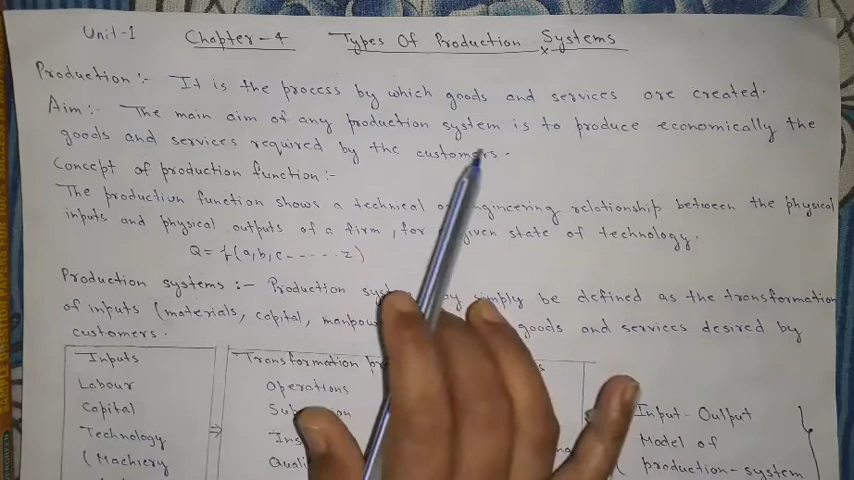 Unit-1 Chapter-4 Types Of Production Systems
Production :- It is the process by which goods and services are created.
Aim :- The main aim of any production system is to produce economically the
goods and services required by the customers.
Concept of production function :-
The production function shows a technical or engineering relationship between the physical
inputs and physical outputs of a firm, for given state of technology.
Q = f(a,b,c-----z)
Production systems :- Production simply be defined as the transformation
of inputs (materials, capital, goods and services desired by
customers.
Inputs Transformation
Labour Operations
Capital Input-Output
Technology Model of
(Machiery production-system